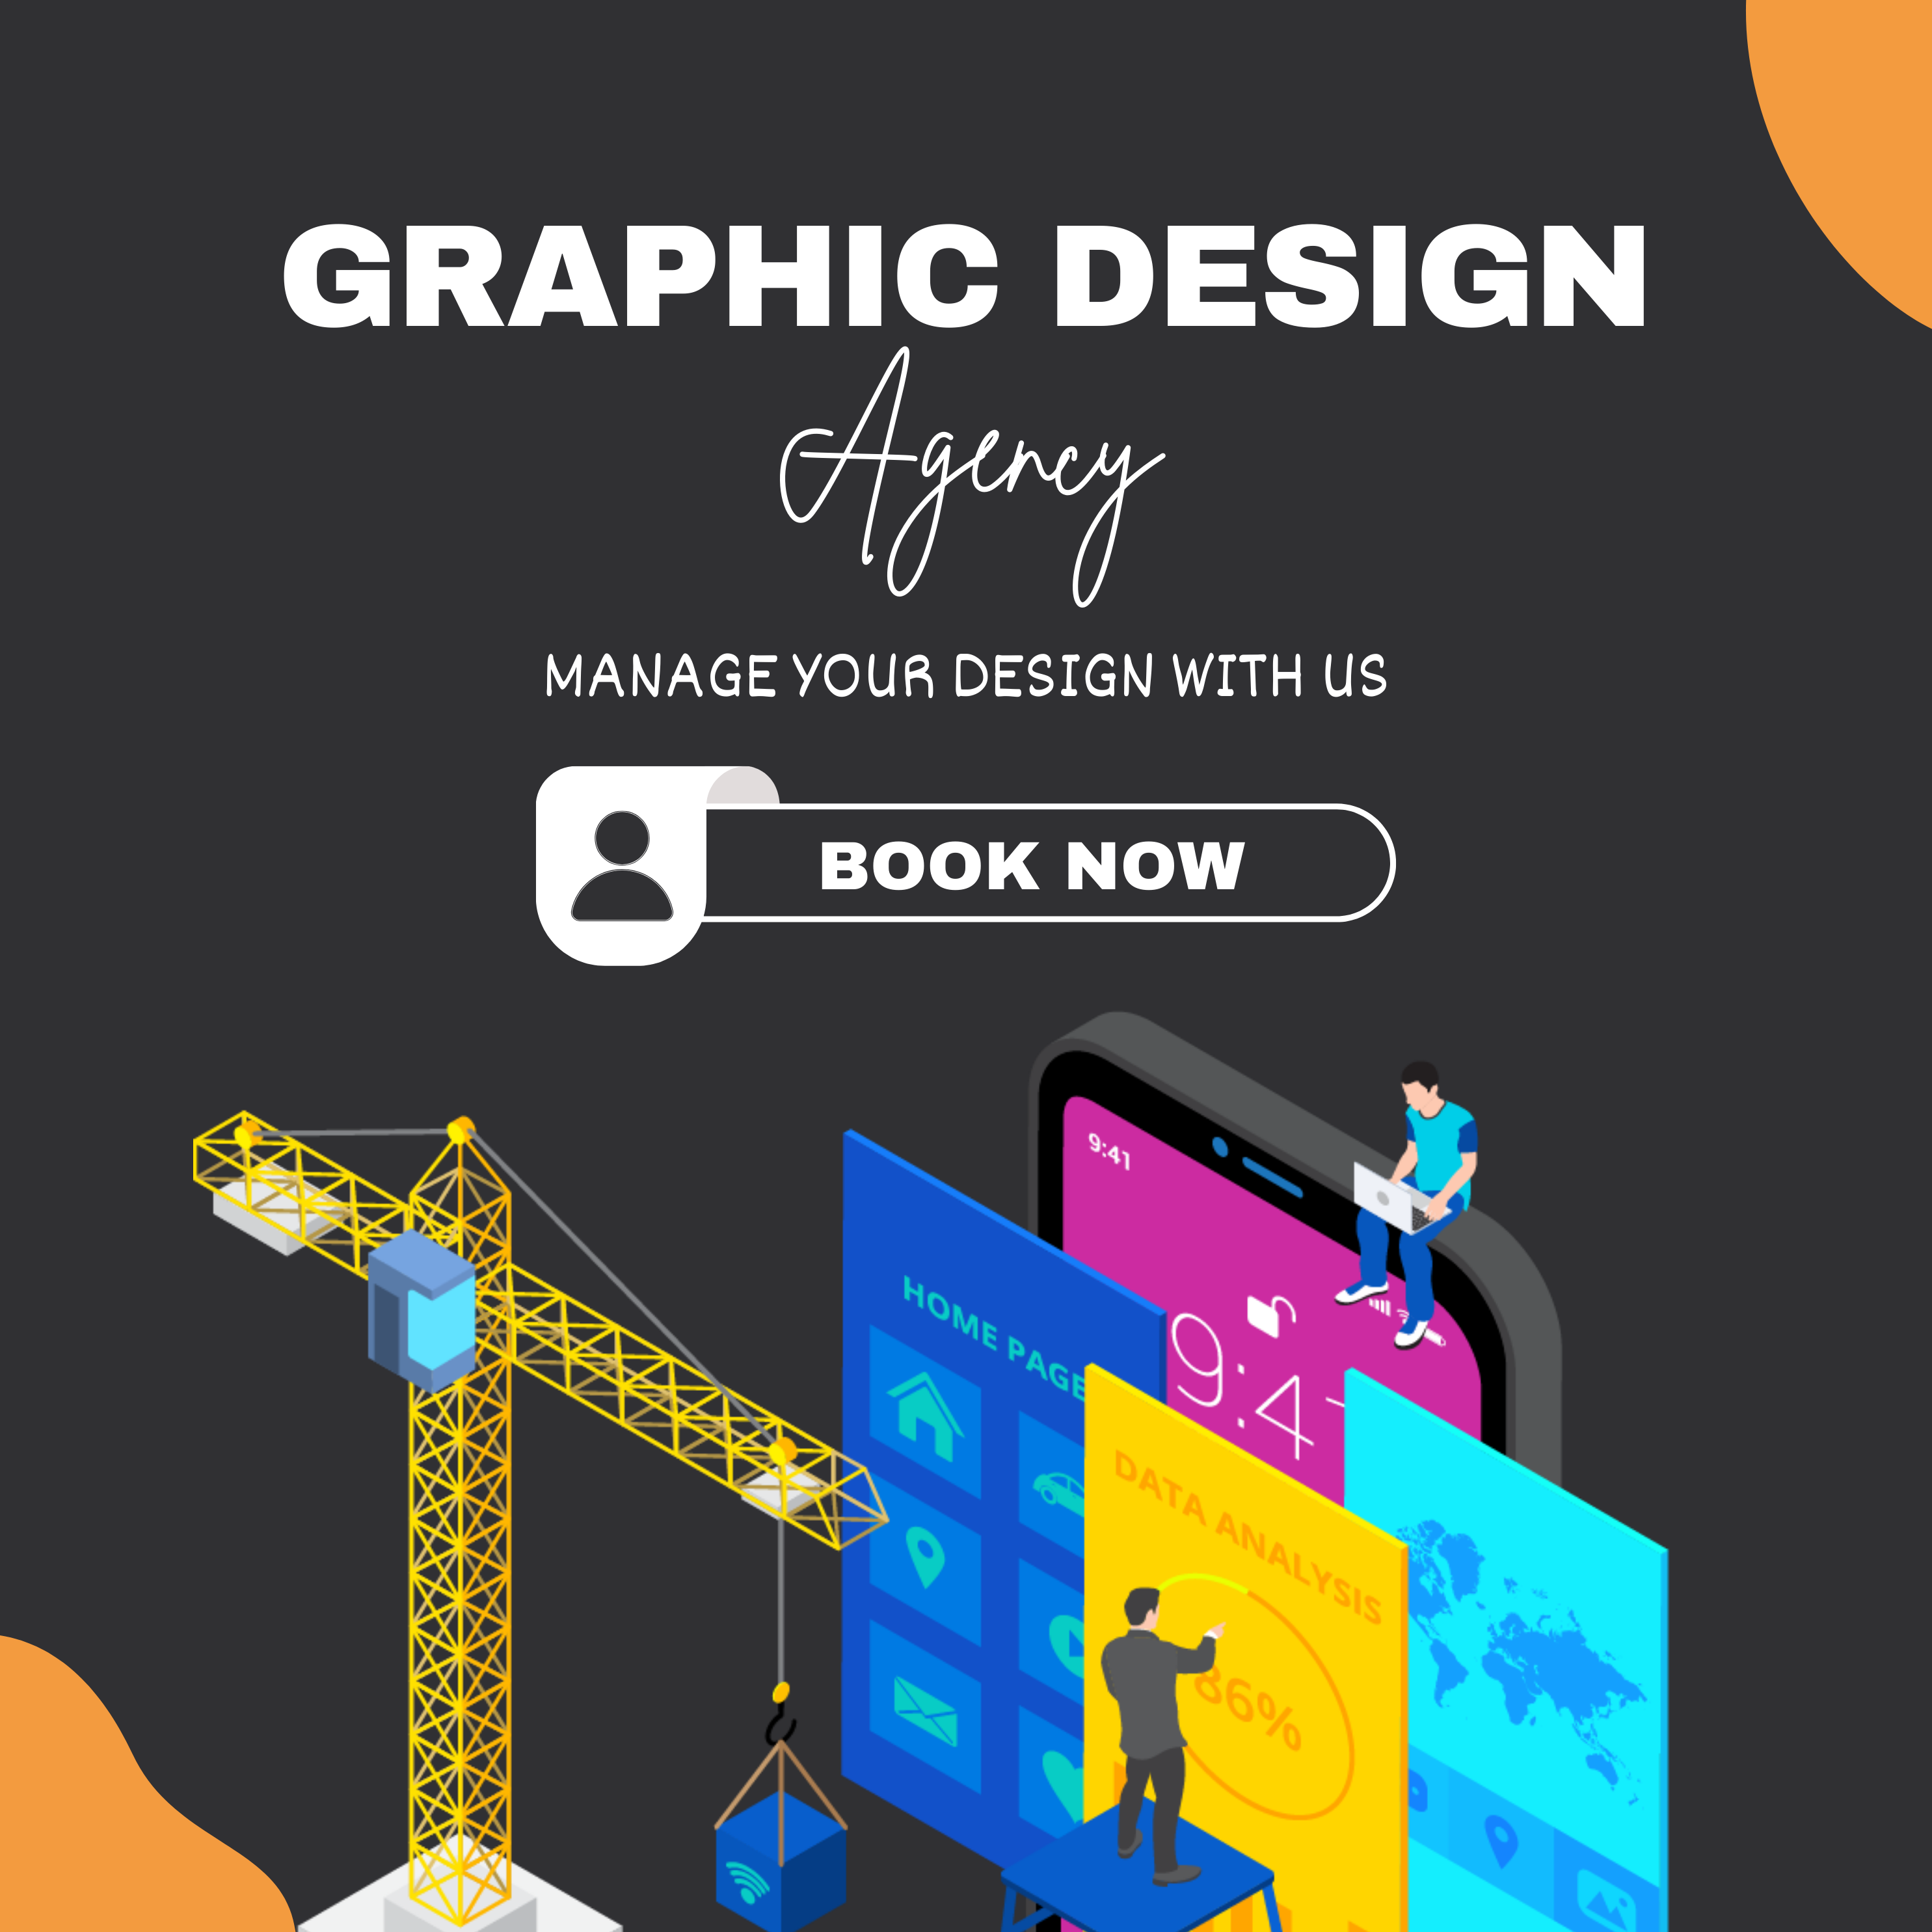 GRAPHIC DESIGN
Agency
MANAGE YOUR DESIGN WITH US
BOOK NOW
9:41
HOME PAGE
9:4
DATA ANALYSIS
86%